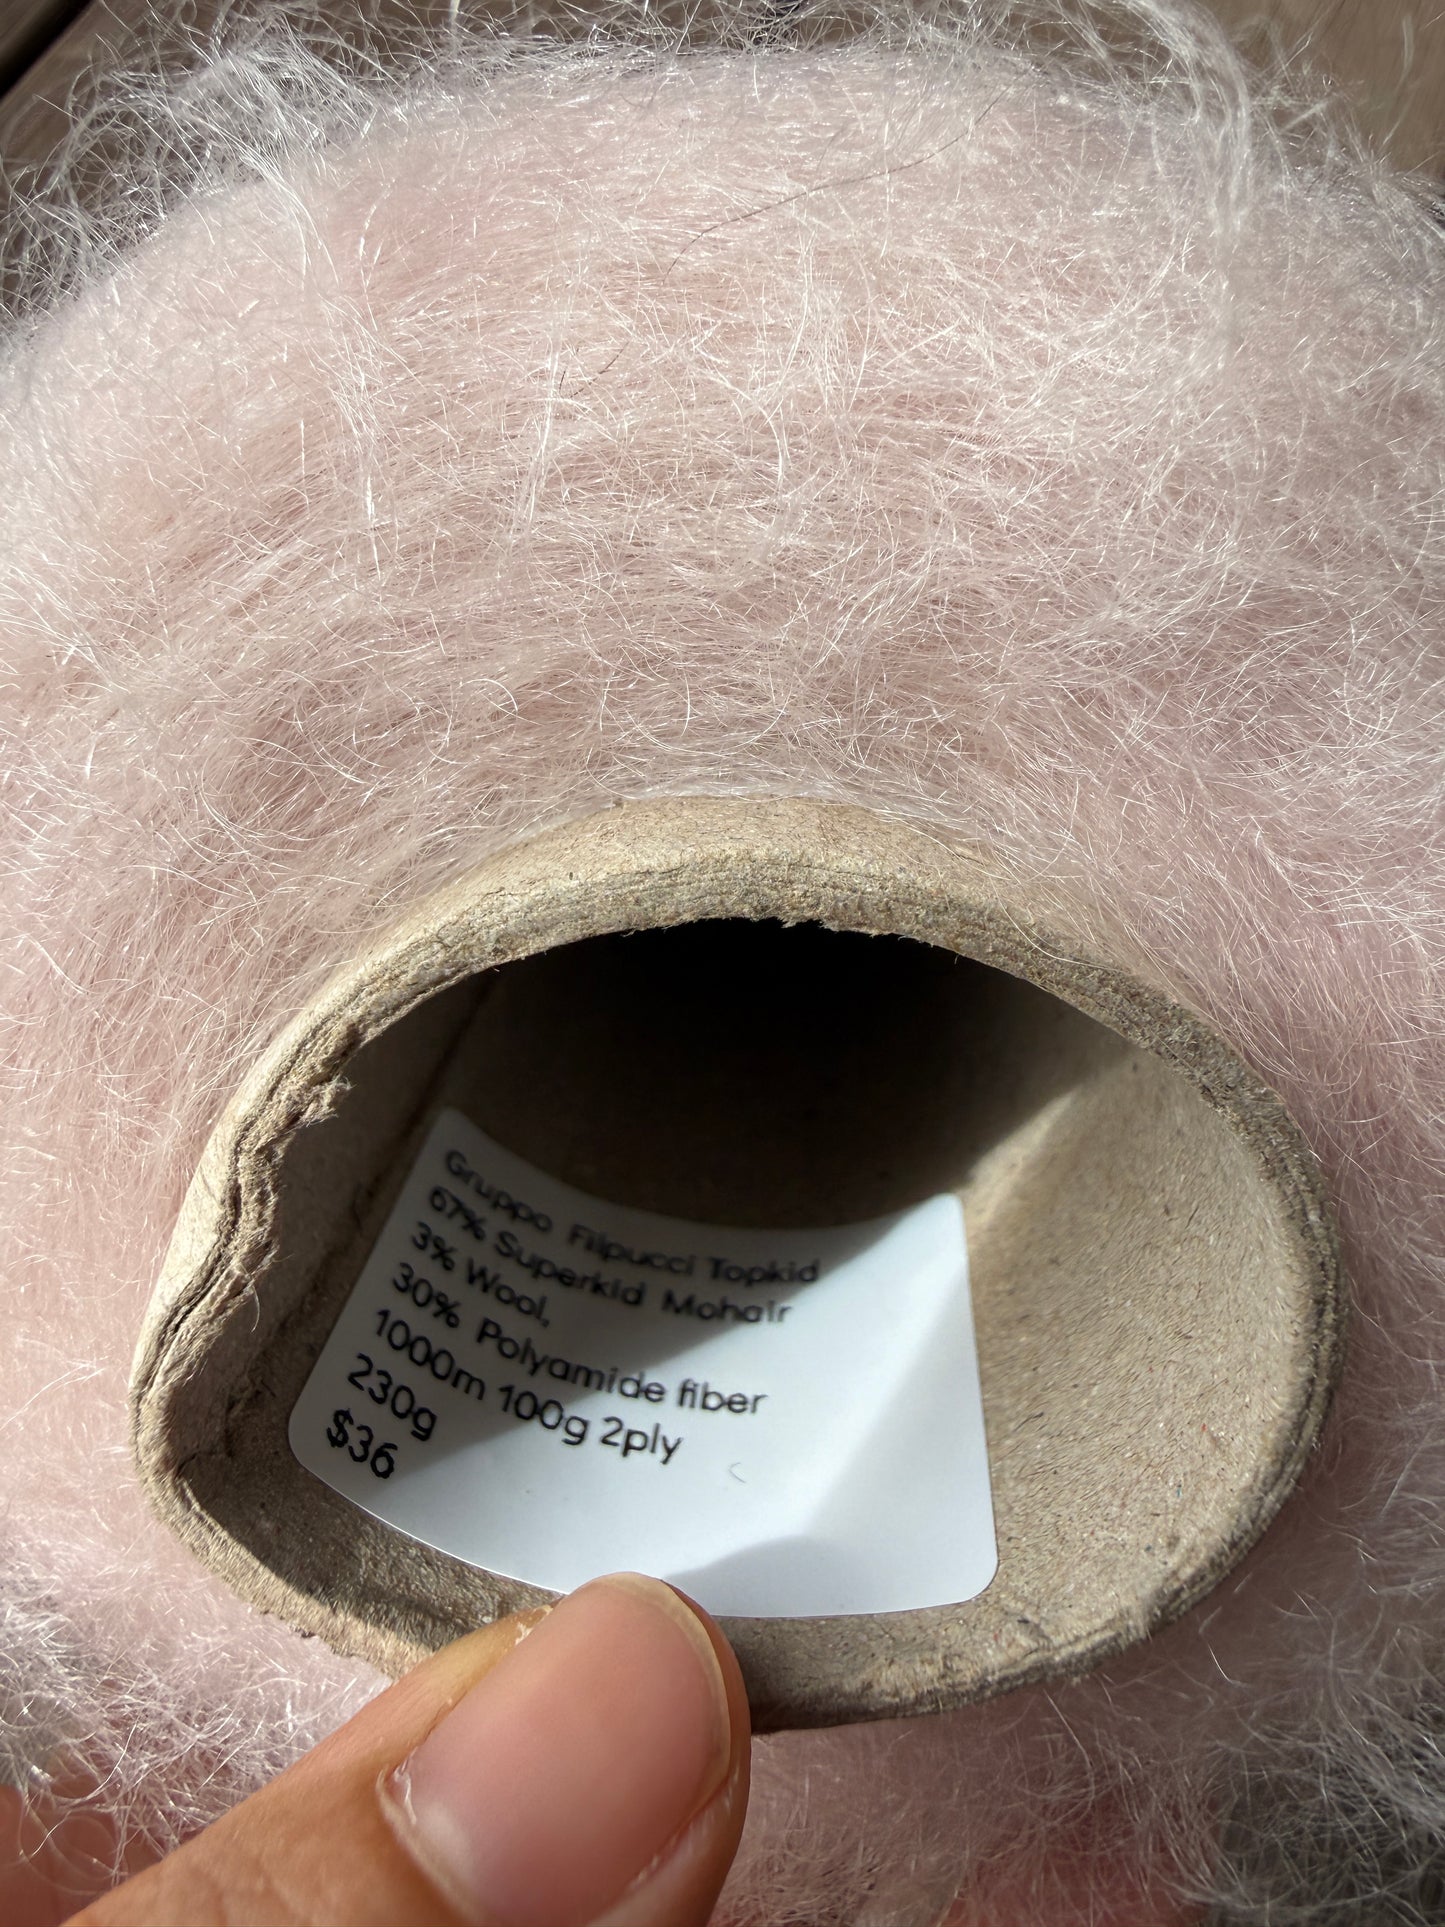 Gruppo Filpucci Topkid
67% Superkid Mohair
3% Wool,
30% Polyamide fiber
1000m 100g 2ply
230g
$36